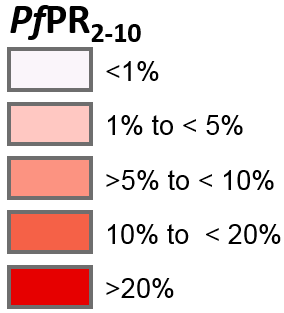 PfPR2-10
<1%
1% to < 5%
>5% to < 10%
10% to  < 20%
>20%